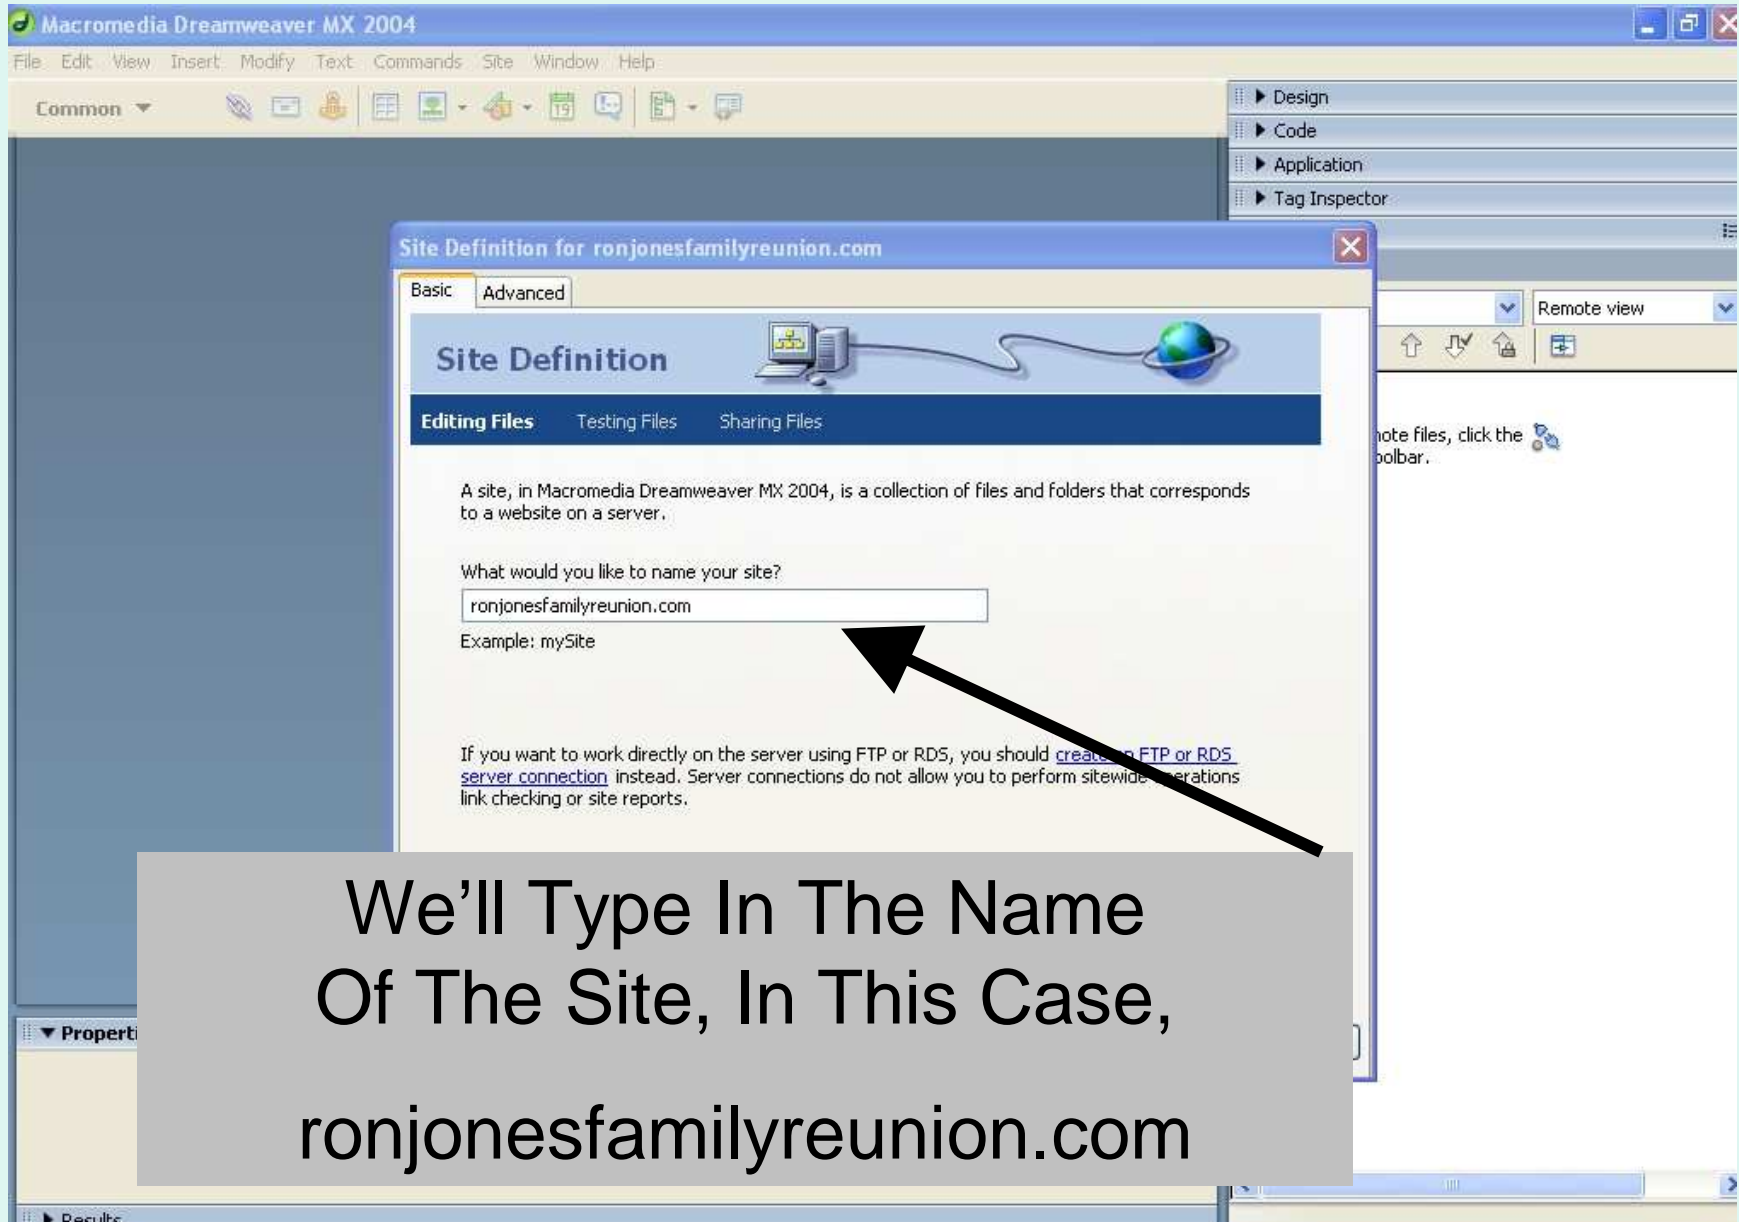 Macromedia Dreamweaver MX 2004
File Edit View Insert Modify Text Commands Site Window Help
Common
Design
Code
Application
Tag Inspector
Site Definition for ronjonesfamilyreunion.com
Basic Advanced
Remote view
Site Definition
Editing Files Testing Files Sharing Files
files, click the
A site, in Macromedia Dreamweaver MX 2004, is a collection of files and folders that corresponds
to a website on a server.
What would you like to name your site?
ronjonesfamilyreunion.com
Example: mySite
If you want to work directly on the server using FTP or RDS, you should create an FTP or RDS
server connection instead. Server connections do not allow you to perform sitewide operations
link checking or site reports.
We'll Type In The Name
Of The Site, In This Case,
ronjonesfamilyreunion.com
Properti
Results